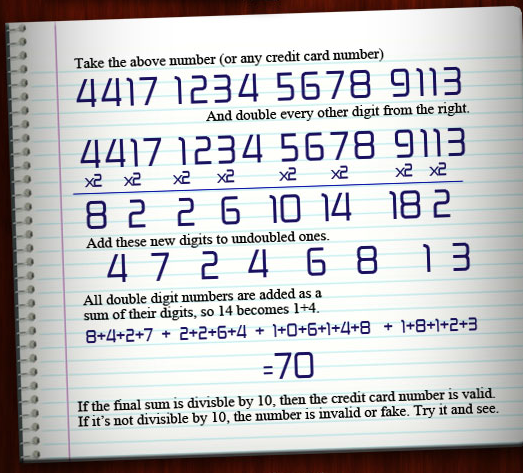 Take the above number (or any credit card number)
4417 1234 5678 9113
And double every other digit from the right.
4417 1234 5678 9113
x2 x2 x2 x2 x2 x2 x2 x2
8 2 2 6 10 14 18 2
Add these new digits to undoubled ones.
4 7 2 4 6 8 1 3
All double digit numbers are added as a
sum of their digits, so 14 becomes 1+4.
8+4+2+7 + 2+2+6+4 + 1+0+6+1+4+8 + 1+8+1+2+3
=70
If the final sum is divisble by 10, then the credit card number is valid.
If it's not divisible by 10, the number is invalid or fake. Try it and see.